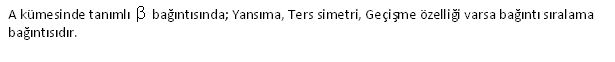 A kümesinde tanımlı β bağıntısında; Yansıma, Ters simetri, Geçişme özelliği varsa bağıntı sıralama
bağıntısıdır.